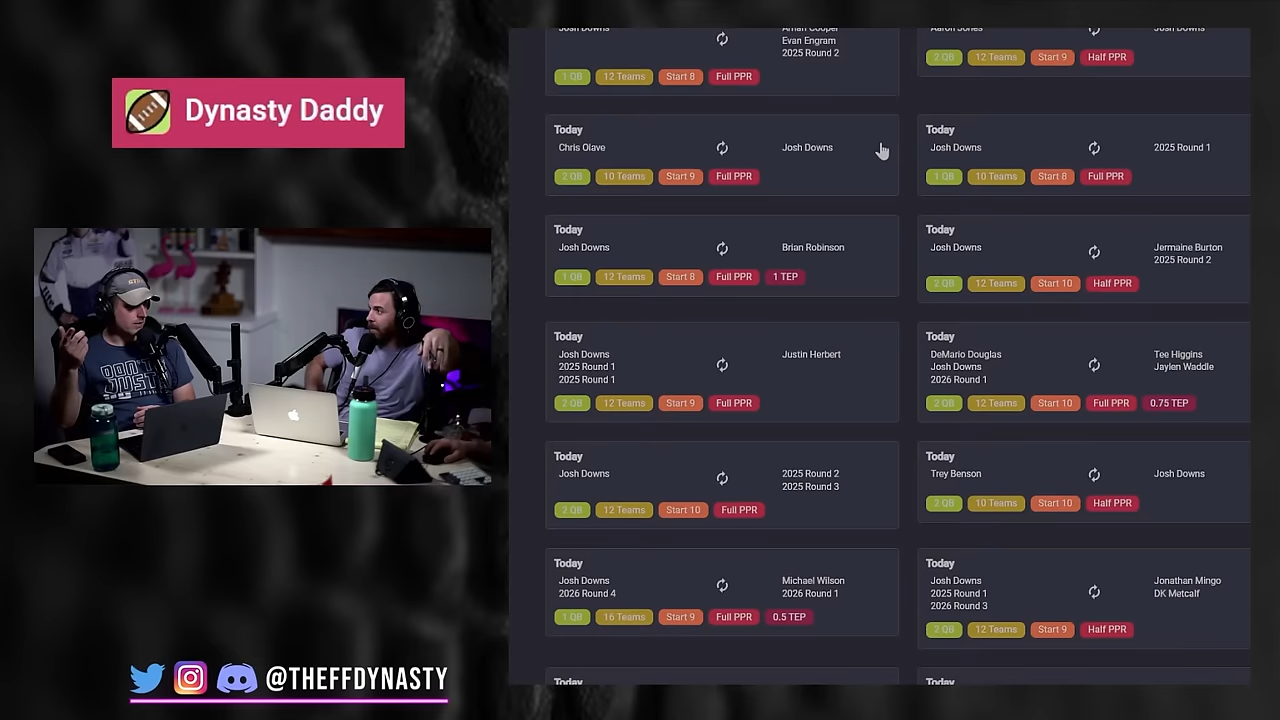 Dynasty Daddy
@THEFFDYNASTY
Josh Downs
Amari Cooper
Evan Engram
2025 Round 2
1 QB 12 Teams Start 8 Full PPR
Aaron Jones
Josh Downs
2 QB 12 Teams Start 9 Half PPR
Today
Chris Olave
Josh Downs
2 QB 10 Teams Start 9 Full PPR
Today
Josh Downs
2025 Round 1
1 QB 10 Teams Start 8 Full PPR
Today
Josh Downs
Brian Robinson
1 QB 12 Teams Start 8 Full PPR 1 TEP
Today
Josh Downs
Jermaine Burton
2025 Round 2
2 QB 12 Teams Start 10 Half PPR
Today
Josh Downs
2025 Round 1
2025 Round 1
Justin Herbert
2 QB 12 Teams Start 9 Full PPR
Today
DeMario Douglas
Josh Downs
2026 Round 1
Tee Higgins
Jaylen Waddle
2 QB 12 Teams Start 10 Full PPR 0.75 TEP
Today
Josh Downs
2025 Round 2
2025 Round 3
2 QB 12 Teams Start 10 Full PPR
Today
Trey Benson
Josh Downs
2 QB 10 Teams Start 10 Half PPR
Today
Josh Downs
2026 Round 4
Michael Wilson
2026 Round 1
1 QB 16 Teams Start 9 Full PPR 0.5 TEP
Today
Josh Downs
2025 Round 1
2026 Round 3
Jonathan Mingo
DK Metcalf
2 QB 12 Teams Start 9 Half PPR
Today
Today